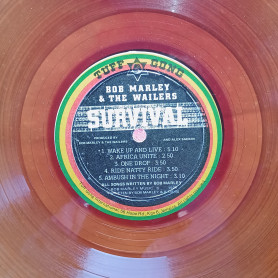 TUFF GONG
BOB MARLEY
& THE WAILERS
SURVIVAL
PRODUCED BY
BOB MARLEY & THE WAILERS
AND ALEX SADKIN
1. WAKE UP AND LIVE : 5.10
2. AFRICA UNITE : 2.50
3. ONE DROP : 3.50
4. RIDE NATTY RIDE : 3.50
5. AMBUSH IN THE NIGHT : 3.10
ALL SONGS WRITTEN BY BOB MARLEY